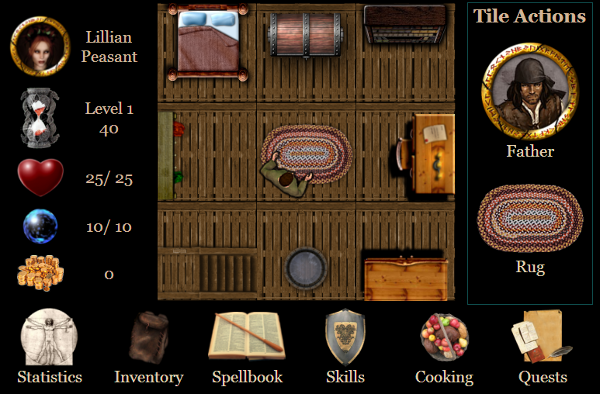 Lillian
Peasant
Level 1
40
25/ 25
10/ 10
0
Tile Actions
Father
Rug
Statistics
Inventory
Spellbook
Skills
Cooking
Quests